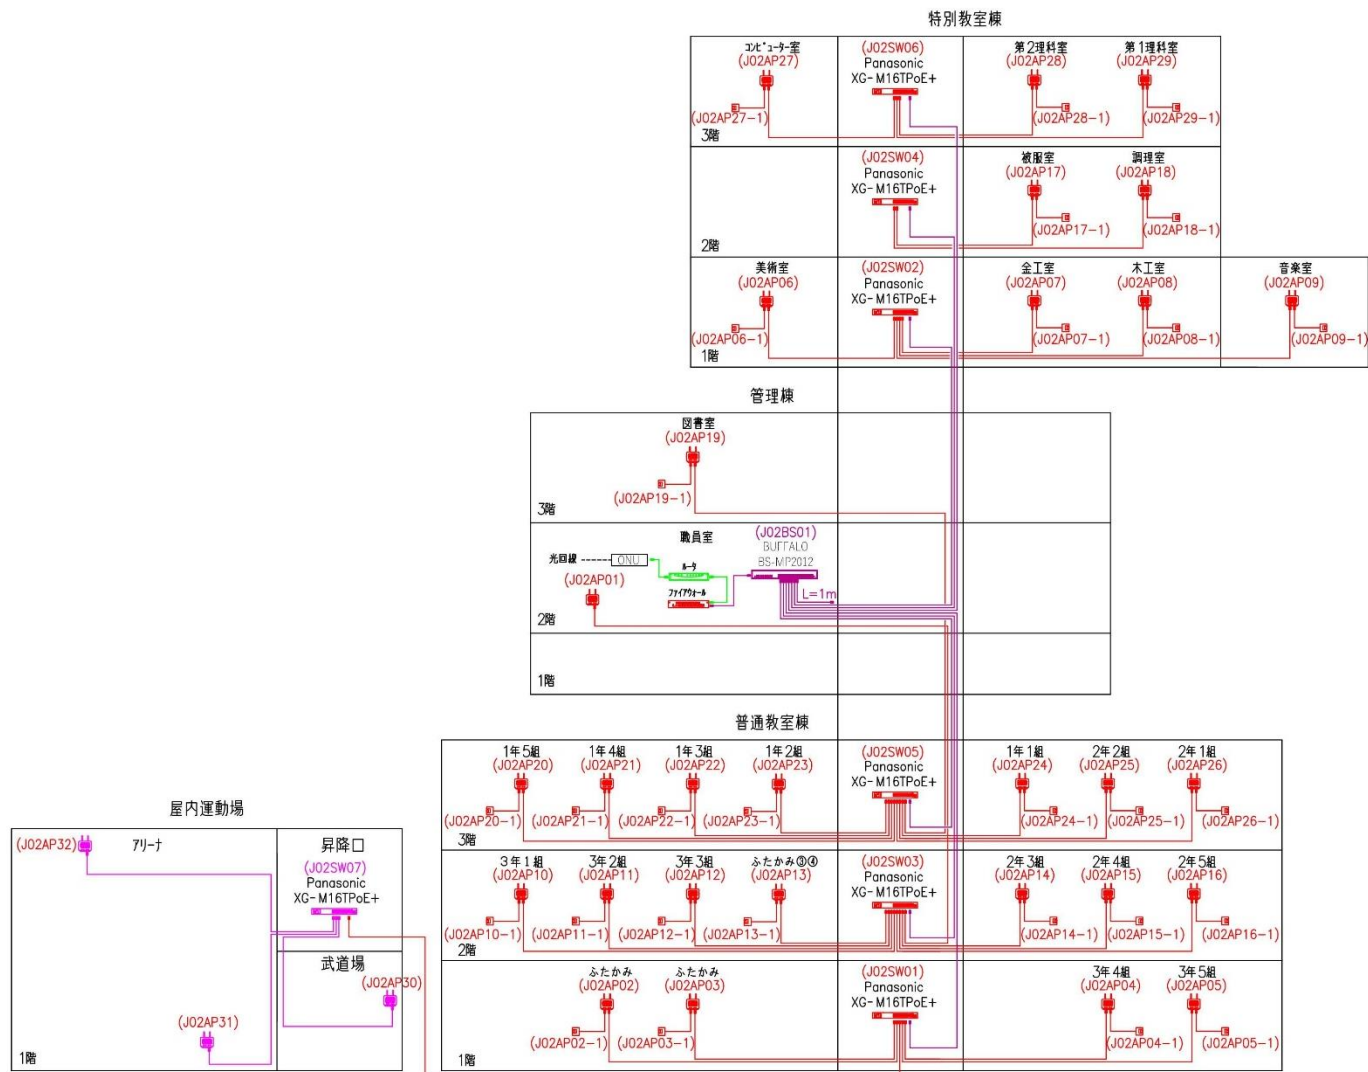 特別教室棟
コンピューター室
(J02AP27)
(J02SW06)
Panasonic
XG-M16TPoE+
第2理科室
(J02AP28)
第1理科室
(J02AP29)
(J02AP27-1)
(J02AP28-1)
(J02AP29-1)
3階
(J02SW04)
Panasonic
XG-M16TPoE+
被服室
(J02AP17)
調理室
(J02AP18)
(J02AP17-1)
(J02AP18-1)
2階
美術室
(J02AP06)
(J02SW02)
Panasonic
XG-M16TPoE+
金工室
(J02AP07)
木工室
(J02AP08)
音楽室
(J02AP09)
(J02AP06-1)
(J02AP07-1)
(J02AP08-1)
(J02AP09-1)
1階
管理棟
図書室
(J02AP19)
(J02AP19-1)
3階
職員室
(J02BS01)
BUFFALO
BS-MP2012
光回線
ONU
ルータ
(J02AP01)
ファイアウォール
L=1m
2階
1階
普通教室棟
1年5組
(J02AP20)
1年4組
(J02AP21)
1年3組
(J02AP22)
1年2組
(J02AP23)
(J02SW05)
Panasonic
XG-M16TPoE+
1年1組
(J02AP24)
2年2組
(J02AP25)
2年1組
(J02AP26)
(J02AP20-1)
(J02AP21-1)
(J02AP22-1)
(J02AP23-1)
(J02AP24-1)
(J02AP25-1)
(J02AP26-1)
3階
3年1組
(J02AP10)
3年2組
(J02AP11)
3年3組
(J02AP12)
ふたかみ③④
(J02AP13)
(J02SW03)
Panasonic
XG-M16TPoE+
2年3組
(J02AP14)
2年4組
(J02AP15)
2年5組
(J02AP16)
(J02AP10-1)
(J02AP11-1)
(J02AP12-1)
(J02AP13-1)
(J02AP14-1)
(J02AP15-1)
(J02AP16-1)
2階
ふたかみ
(J02AP02)
ふたかみ
(J02AP03)
(J02SW01)
Panasonic
XG-M16TPoE+
3年4組
(J02AP04)
3年5組
(J02AP05)
(J02AP02-1)
(J02AP03-1)
(J02AP04-1)
(J02AP05-1)
1階
屋内運動場
(J02AP32)
アリーナ
昇降口
(J02SW07)
Panasonic
XG-M16TPoE+
武道場
(J02AP30)
(J02AP31)
1階